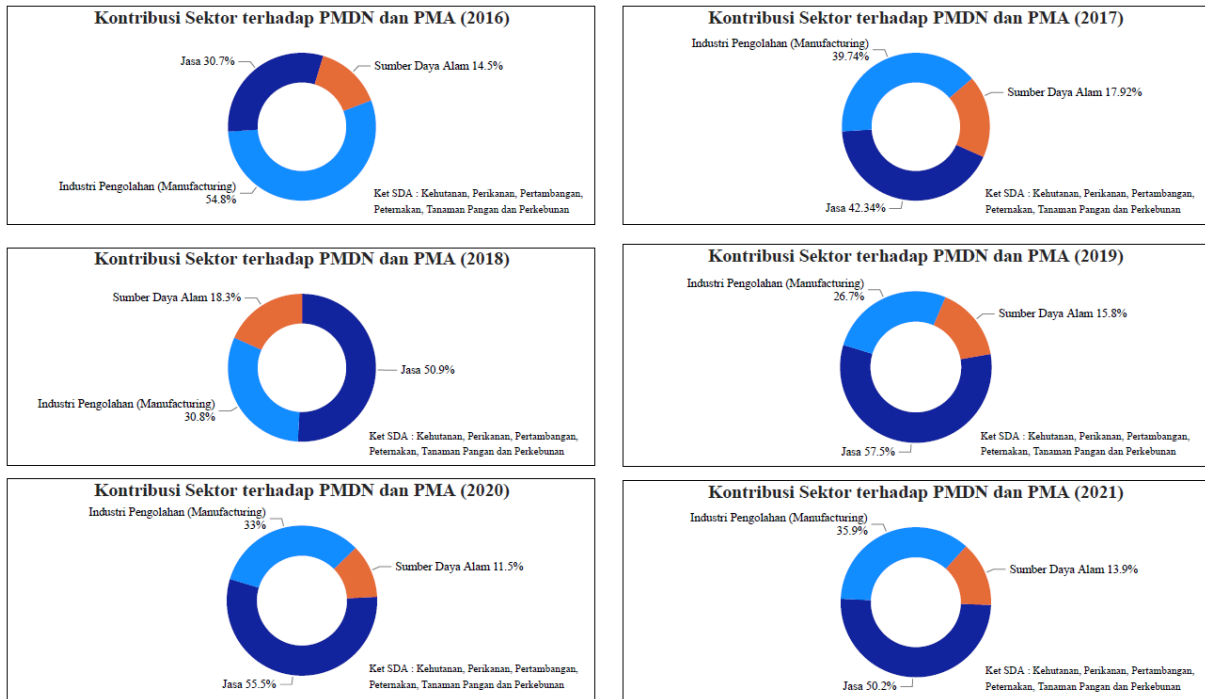 Kontribusi Sektor terhadap PMDN dan PMA (2016)
Jasa 30.7%
Sumber Daya Alam 14.5%
Industri Pengolahan (Manufacturing)
54.8%
Ket SDA : Kehutanan, Perikanan, Pertambangan,
Peternakan, Tanaman Pangan dan Perkebunan
Kontribusi Sektor terhadap PMDN dan PMA (2017)
Industri Pengolahan (Manufacturing)
39.74%
Sumber Daya Alam 17.92%
Jasa 42.34%
Ket SDA : Kehutanan, Perikanan, Pertambangan,
Peternakan, Tanaman Pangan dan Perkebunan
Kontribusi Sektor terhadap PMDN dan PMA (2018)
Sumber Daya Alam 18.3%
Jasa 50.9%
Industri Pengolahan (Manufacturing)
30.8%
Ket SDA : Kehutanan, Perikanan, Pertambangan,
Peternakan, Tanaman Pangan dan Perkebunan
Kontribusi Sektor terhadap PMDN dan PMA (2019)
Industri Pengolahan (Manufacturing)
26.7%
Sumber Daya Alam 15.8%
Jasa 57.5%
Ket SDA : Kehutanan, Perikanan, Pertambangan,
Peternakan, Tanaman Pangan dan Perkebunan
Kontribusi Sektor terhadap PMDN dan PMA (2020)
Industri Pengolahan (Manufacturing)
33%
Sumber Daya Alam 11.5%
Jasa 55.5%
Ket SDA : Kehutanan, Perikanan, Pertambangan,
Peternakan, Tanaman Pangan dan Perkebunan
Kontribusi Sektor terhadap PMDN dan PMA (2021)
Industri Pengolahan (Manufacturing)
35.9%
Sumber Daya Alam 13.9%
Jasa 50.2%
Ket SDA : Kehutanan, Perikanan, Pertambangan,
Peternakan, Tanaman Pangan dan Perkebunan